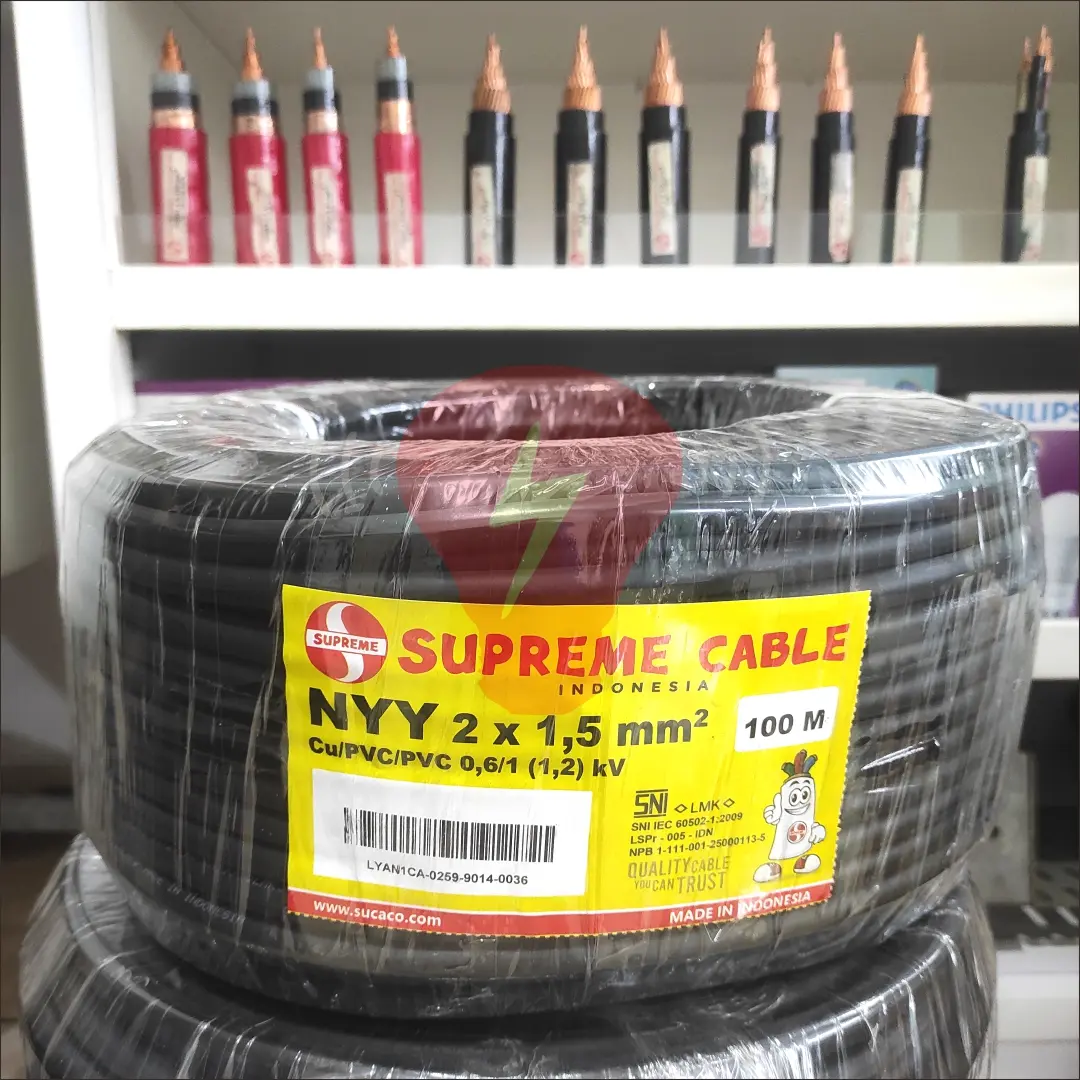 PHILIPS
SUPREME
SUPREME CABLE
INDONESIA
NYY 2 x 1,5 mm²
100 M
Cu/PVC/PVC 0,6/1 (1,2) kV
SNI LMK
SNI IEC 60502-1:2009
LSPr - 005 - IDN
NPB 1-111-001-25000113-5
QUALITY CABLE
YOU CAN TRUST
LYAN1CA-0259-9014-0036
www.sucaco.com
MADE IN INDONESIA